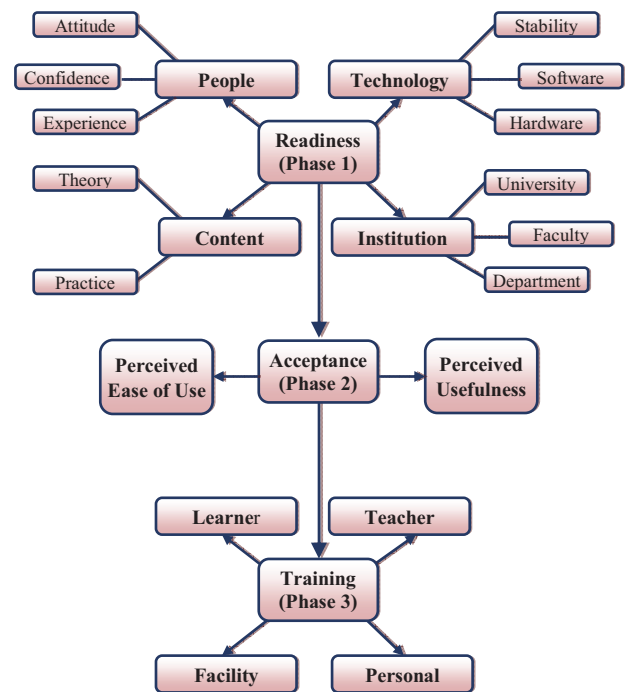 Attitude
Stability
Confidence
People
Technology
Software
Experience
Hardware
Readiness
(Phase 1)
Theory
University
Content
Institution
Faculty
Practice
Department
Perceived
Ease of Use
Acceptance
(Phase 2)
Perceived
Usefulness
Learner
Teacher
Training
(Phase 3)
Facility
Personal